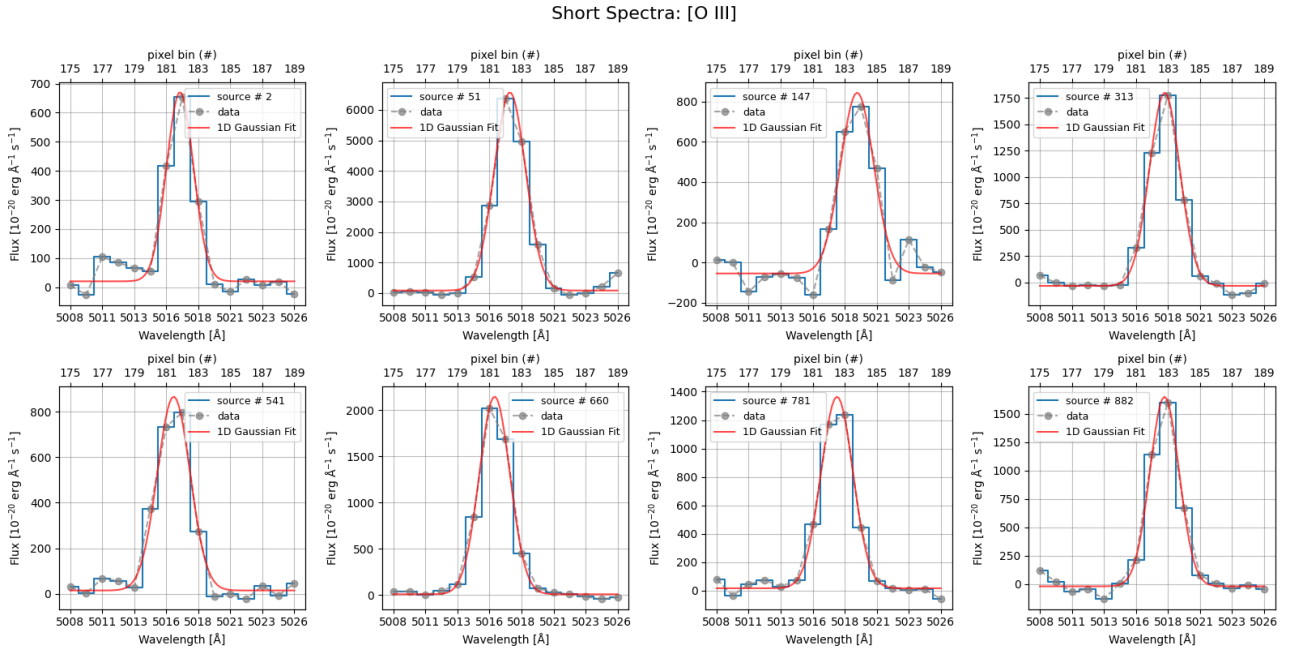 Short Spectra: [O III]
pixel bin (#)
175 177 179 181 183 185 187 189
700
600
500
400
300
200
100
0
Flux [10⁻²⁰ erg Å⁻¹ s⁻¹]
source # 2
data
1D Gaussian Fit
5008 5011 5013 5016 5018 5021 5023 5026
Wavelength [Å]
pixel bin (#)
175 177 179 181 183 185 187 189
6000
5000
4000
3000
2000
1000
0
Flux [10⁻²⁰ erg Å⁻¹ s⁻¹]
source # 51
data
1D Gaussian Fit
5008 5011 5013 5016 5018 5021 5023 5026
Wavelength [Å]
pixel bin (#)
175 177 179 181 183 185 187 189
800
600
400
200
0
−200
Flux [10⁻²⁰ erg Å⁻¹ s⁻¹]
source # 147
data
1D Gaussian Fit
5008 5011 5013 5016 5018 5021 5023 5026
Wavelength [Å]
pixel bin (#)
175 177 179 181 183 185 187 189
1750
1500
1250
1000
750
500
250
0
Flux [10⁻²⁰ erg Å⁻¹ s⁻¹]
source # 313
data
1D Gaussian Fit
5008 5011 5013 5016 5018 5021 5023 5026
Wavelength [Å]
pixel bin (#)
175 177 179 181 183 185 187 189
800
600
400
200
0
Flux [10⁻²⁰ erg Å⁻¹ s⁻¹]
source # 541
data
1D Gaussian Fit
5008 5011 5013 5016 5018 5021 5023 5026
Wavelength [Å]
pixel bin (#)
175 177 179 181 183 185 187 189
2000
1500
1000
500
0
Flux [10⁻²⁰ erg Å⁻¹ s⁻¹]
source # 660
data
1D Gaussian Fit
5008 5011 5013 5016 5018 5021 5023 5026
Wavelength [Å]
pixel bin (#)
175 177 179 181 183 185 187 189
1400
1200
1000
800
600
400
200
0
Flux [10⁻²⁰ erg Å⁻¹ s⁻¹]
source # 781
data
1D Gaussian Fit
5008 5011 5013 5016 5018 5021 5023 5026
Wavelength [Å]
pixel bin (#)
175 177 179 181 183 185 187 189
1500
1250
1000
750
500
250
0
Flux [10⁻²⁰ erg Å⁻¹ s⁻¹]
source # 882
data
1D Gaussian Fit
5008 5011 5013 5016 5018 5021 5023 5026
Wavelength [Å]